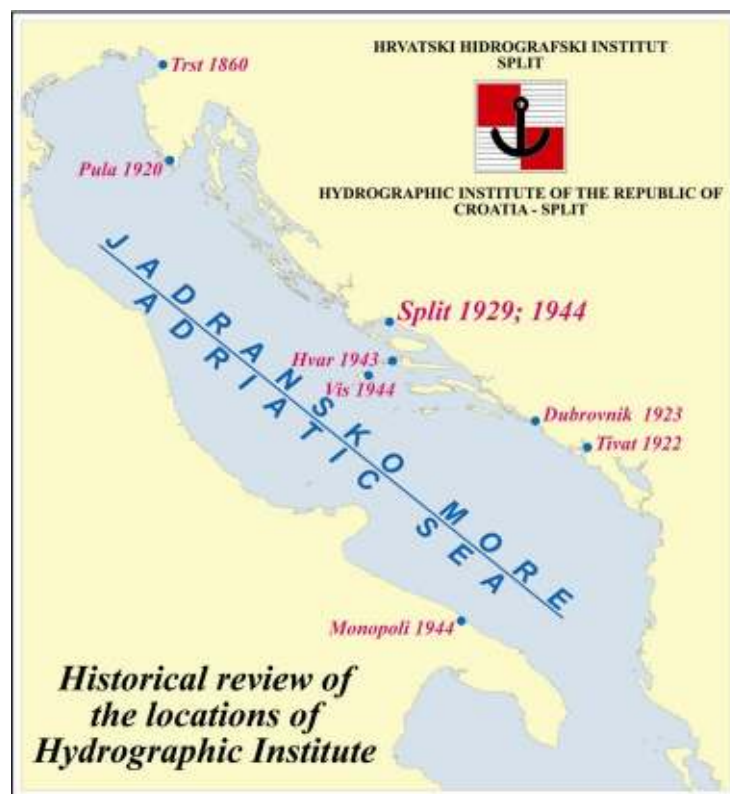 HRVATSKI HIDROGRAFSKI INSTITUT
SPLIT
HYDROGRAPHIC INSTITUTE OF THE REPUBLIC OF
CROATIA - SPLIT
Trst 1860
Pula 1920
JADRANSKO MORE
ADRIATIC SEA
Split 1929; 1944
Hvar 1943
Vis 1944
Dubrovnik 1923
Tivat 1922
Monopoli 1944
Historical review of
the locations of
Hydrographic Institute